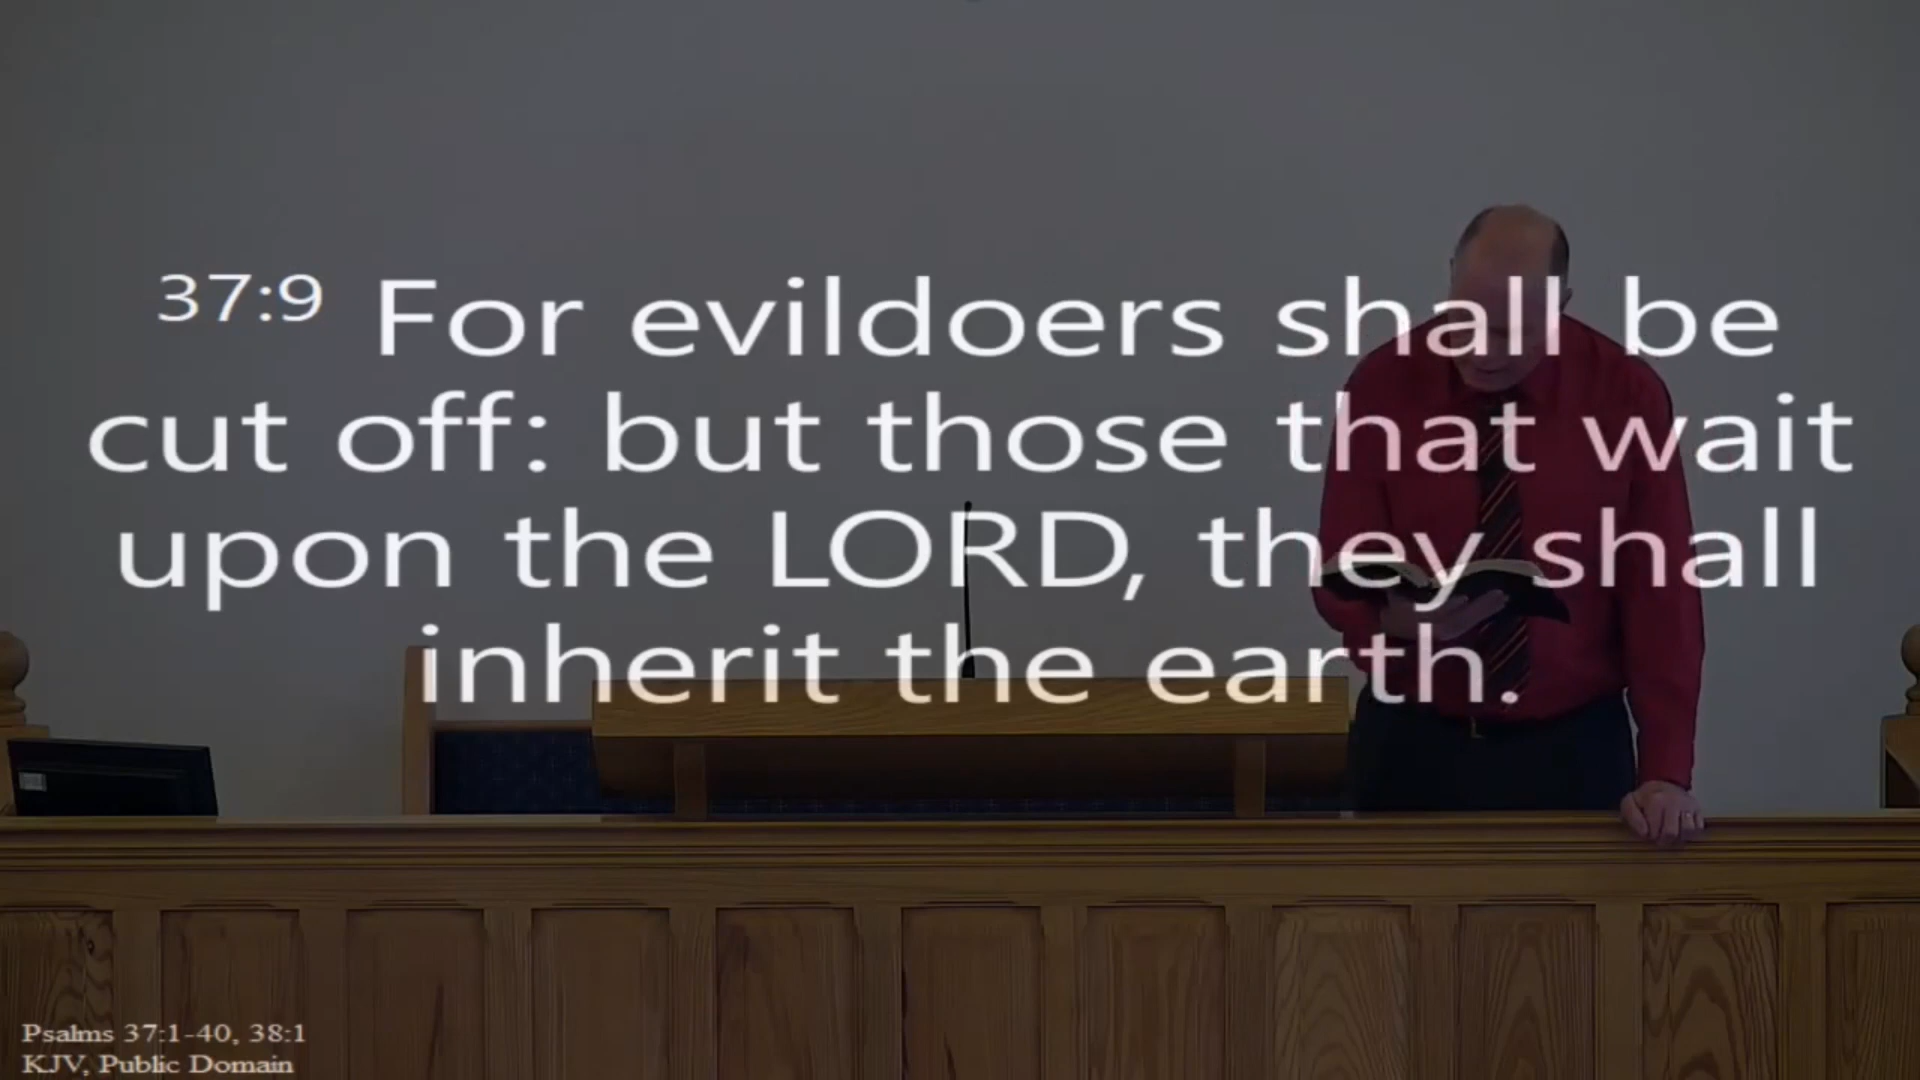 37:9 For evildoers shall be
cut off: but those that wait
upon the LORD, they shall
inherit the earth.
Psalms 37:1-40, 38:1
KJV, Public Domain